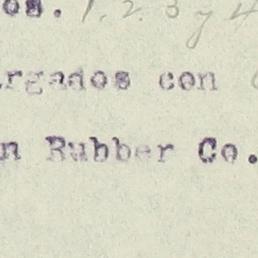 os. 1.2.3 y 4
rgados con
n Rubber Co.